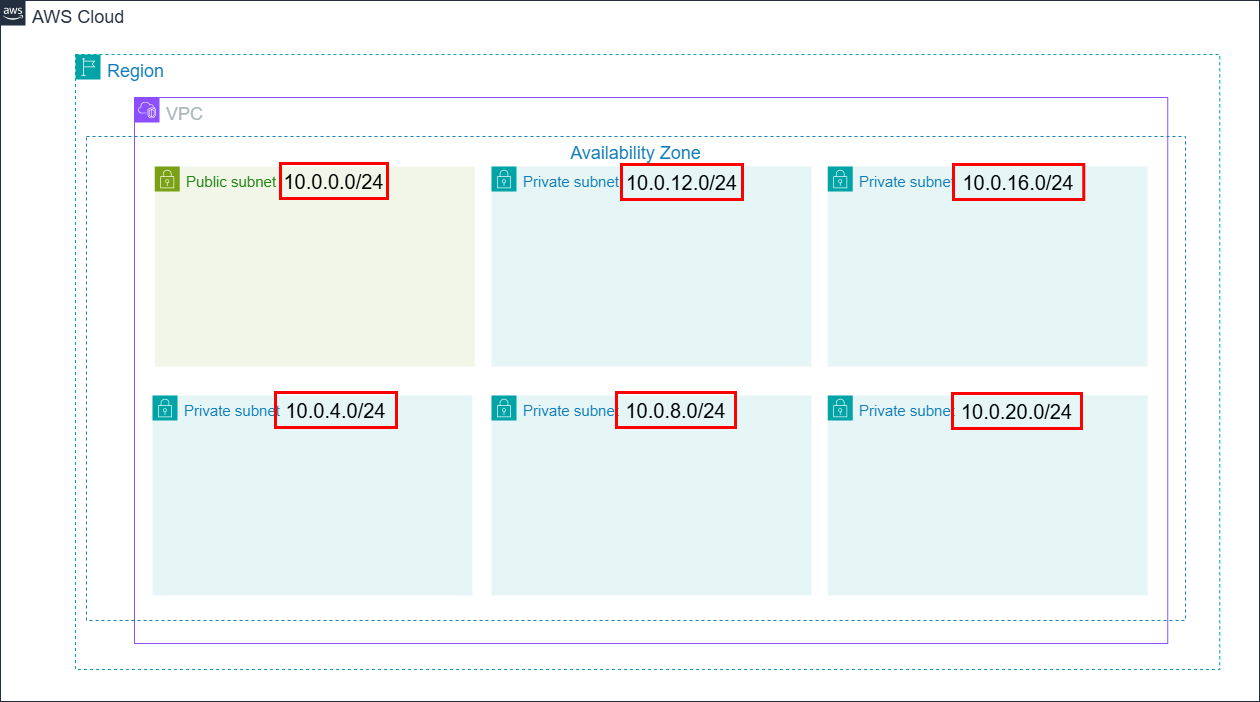 aws
AWS Cloud
Region
VPC
Availability Zone
Public subnet 10.0.0.0/24
Private subnet 10.0.12.0/24
Private subnet 10.0.16.0/24
Private subnet 10.0.4.0/24
Private subnet 10.0.8.0/24
Private subnet 10.0.20.0/24